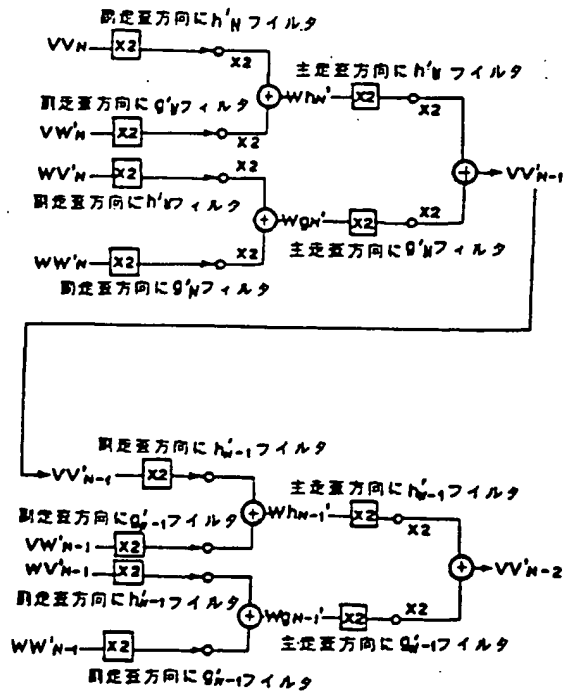 副走査方向にh'Nフィルタ
VVN X2 X2
主走査方向にh'Nフィルタ
WhN' X2 X2
副走査方向にg'Nフィルタ
VW'N X2 X2
WV'N X2 X2
副走査方向にh'Nフィルタ
VV'N-1
WgN' X2 X2
主走査方向にg'Nフィルタ
WW'N X2 X2
副走査方向にg'Nフィルタ
副走査方向にh'N-1フィルタ
VV'N-1 X2
主走査方向にh'N-1フィルタ
WhN-1' X2 X2
副走査方向にg'N-1フィルタ
VW'N-1 X2
WV'N-1 X2
VV'N-2
副走査方向にh'N-1フィルタ
WgN-1' X2 X2
主走査方向にg'N-1フィルタ
WW'N-1 X2
副走査方向にg'N-1フィルタ